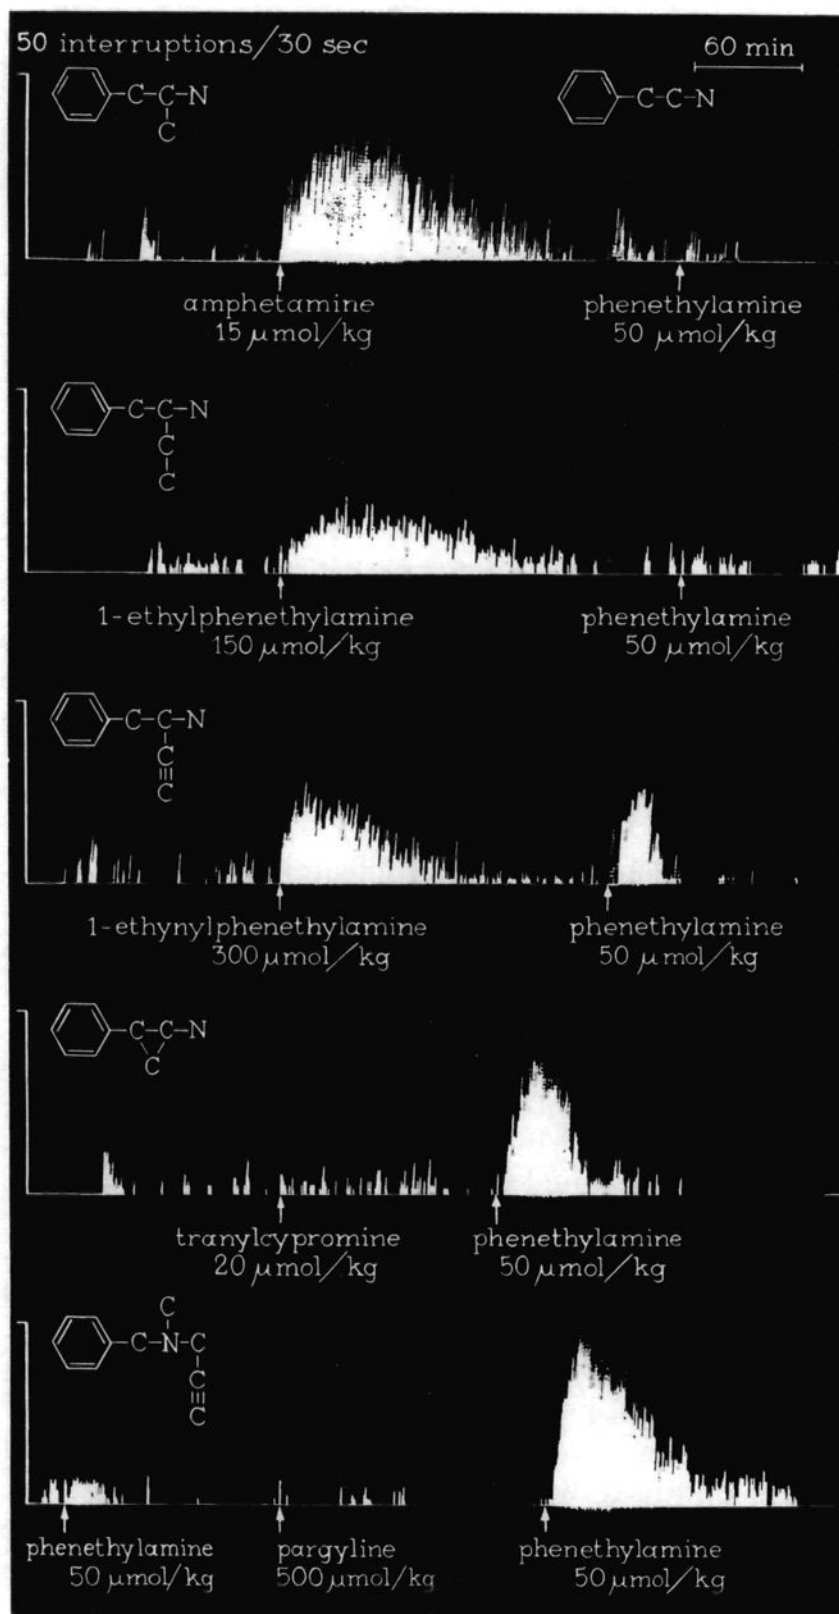 50 interruptions/30 sec
60 min
C-C-N
C
C-C-N
amphetamine
15 μmol/kg
phenethylamine
50 μmol/kg
C-C-N
C
C
1-ethylphenethylamine
150 μmol/kg
phenethylamine
50 μmol/kg
C-C-N
C
C
1-ethynylphenethylamine
300 μmol/kg
phenethylamine
50 μmol/kg
C-C-N
C
tranylcypromine
20 μmol/kg
phenethylamine
50 μmol/kg
C
C-N-C
C
C
phenethylamine
50 μmol/kg
pargyline
500 μmol/kg
phenethylamine
50 μmol/kg